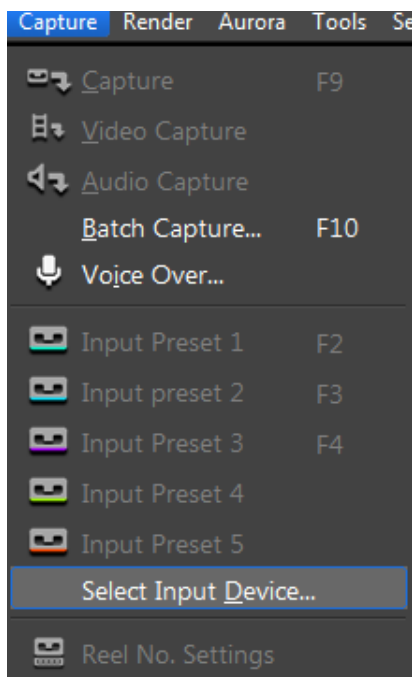 Capture Render Aurora Tools Se
Capture F9
Video Capture
Audio Capture
Batch Capture... F10
Voice Over...
Input Preset 1 F2
Input preset 2 F3
Input Preset 3 F4
Input Preset 4
Input Preset 5
Select Input Device...
Reel No. Settings